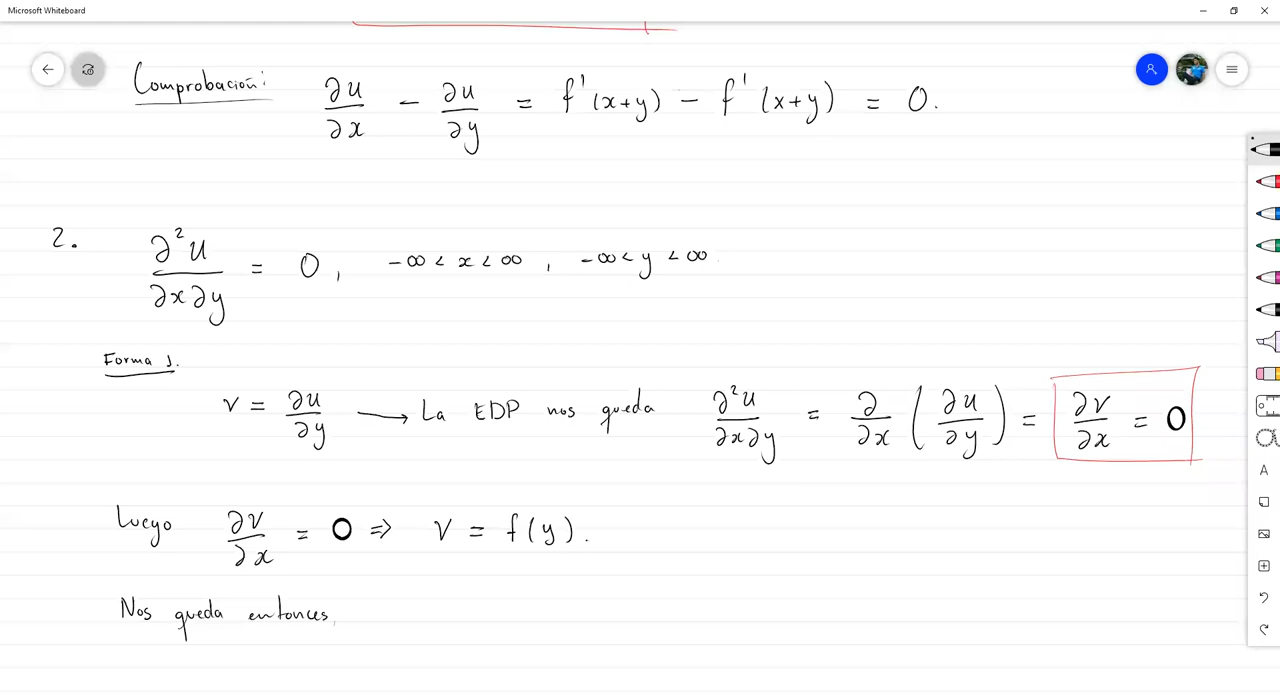 Microsoft Whiteboard
Comprobación: ∂u/∂x - ∂u/∂y = f'(x+y) - f'(x+y) = 0.
2. ∂²u/∂x∂y = 0, -∞ < x < ∞, -∞ < y < ∞
Forma 1.
v = ∂u/∂y → La EDP nos queda ∂²u/∂x∂y = ∂/∂x (∂u/∂y) = ∂v/∂x = 0
Luego ∂v/∂x = 0 ⇒ v = f(y).
Nos queda entonces,
A